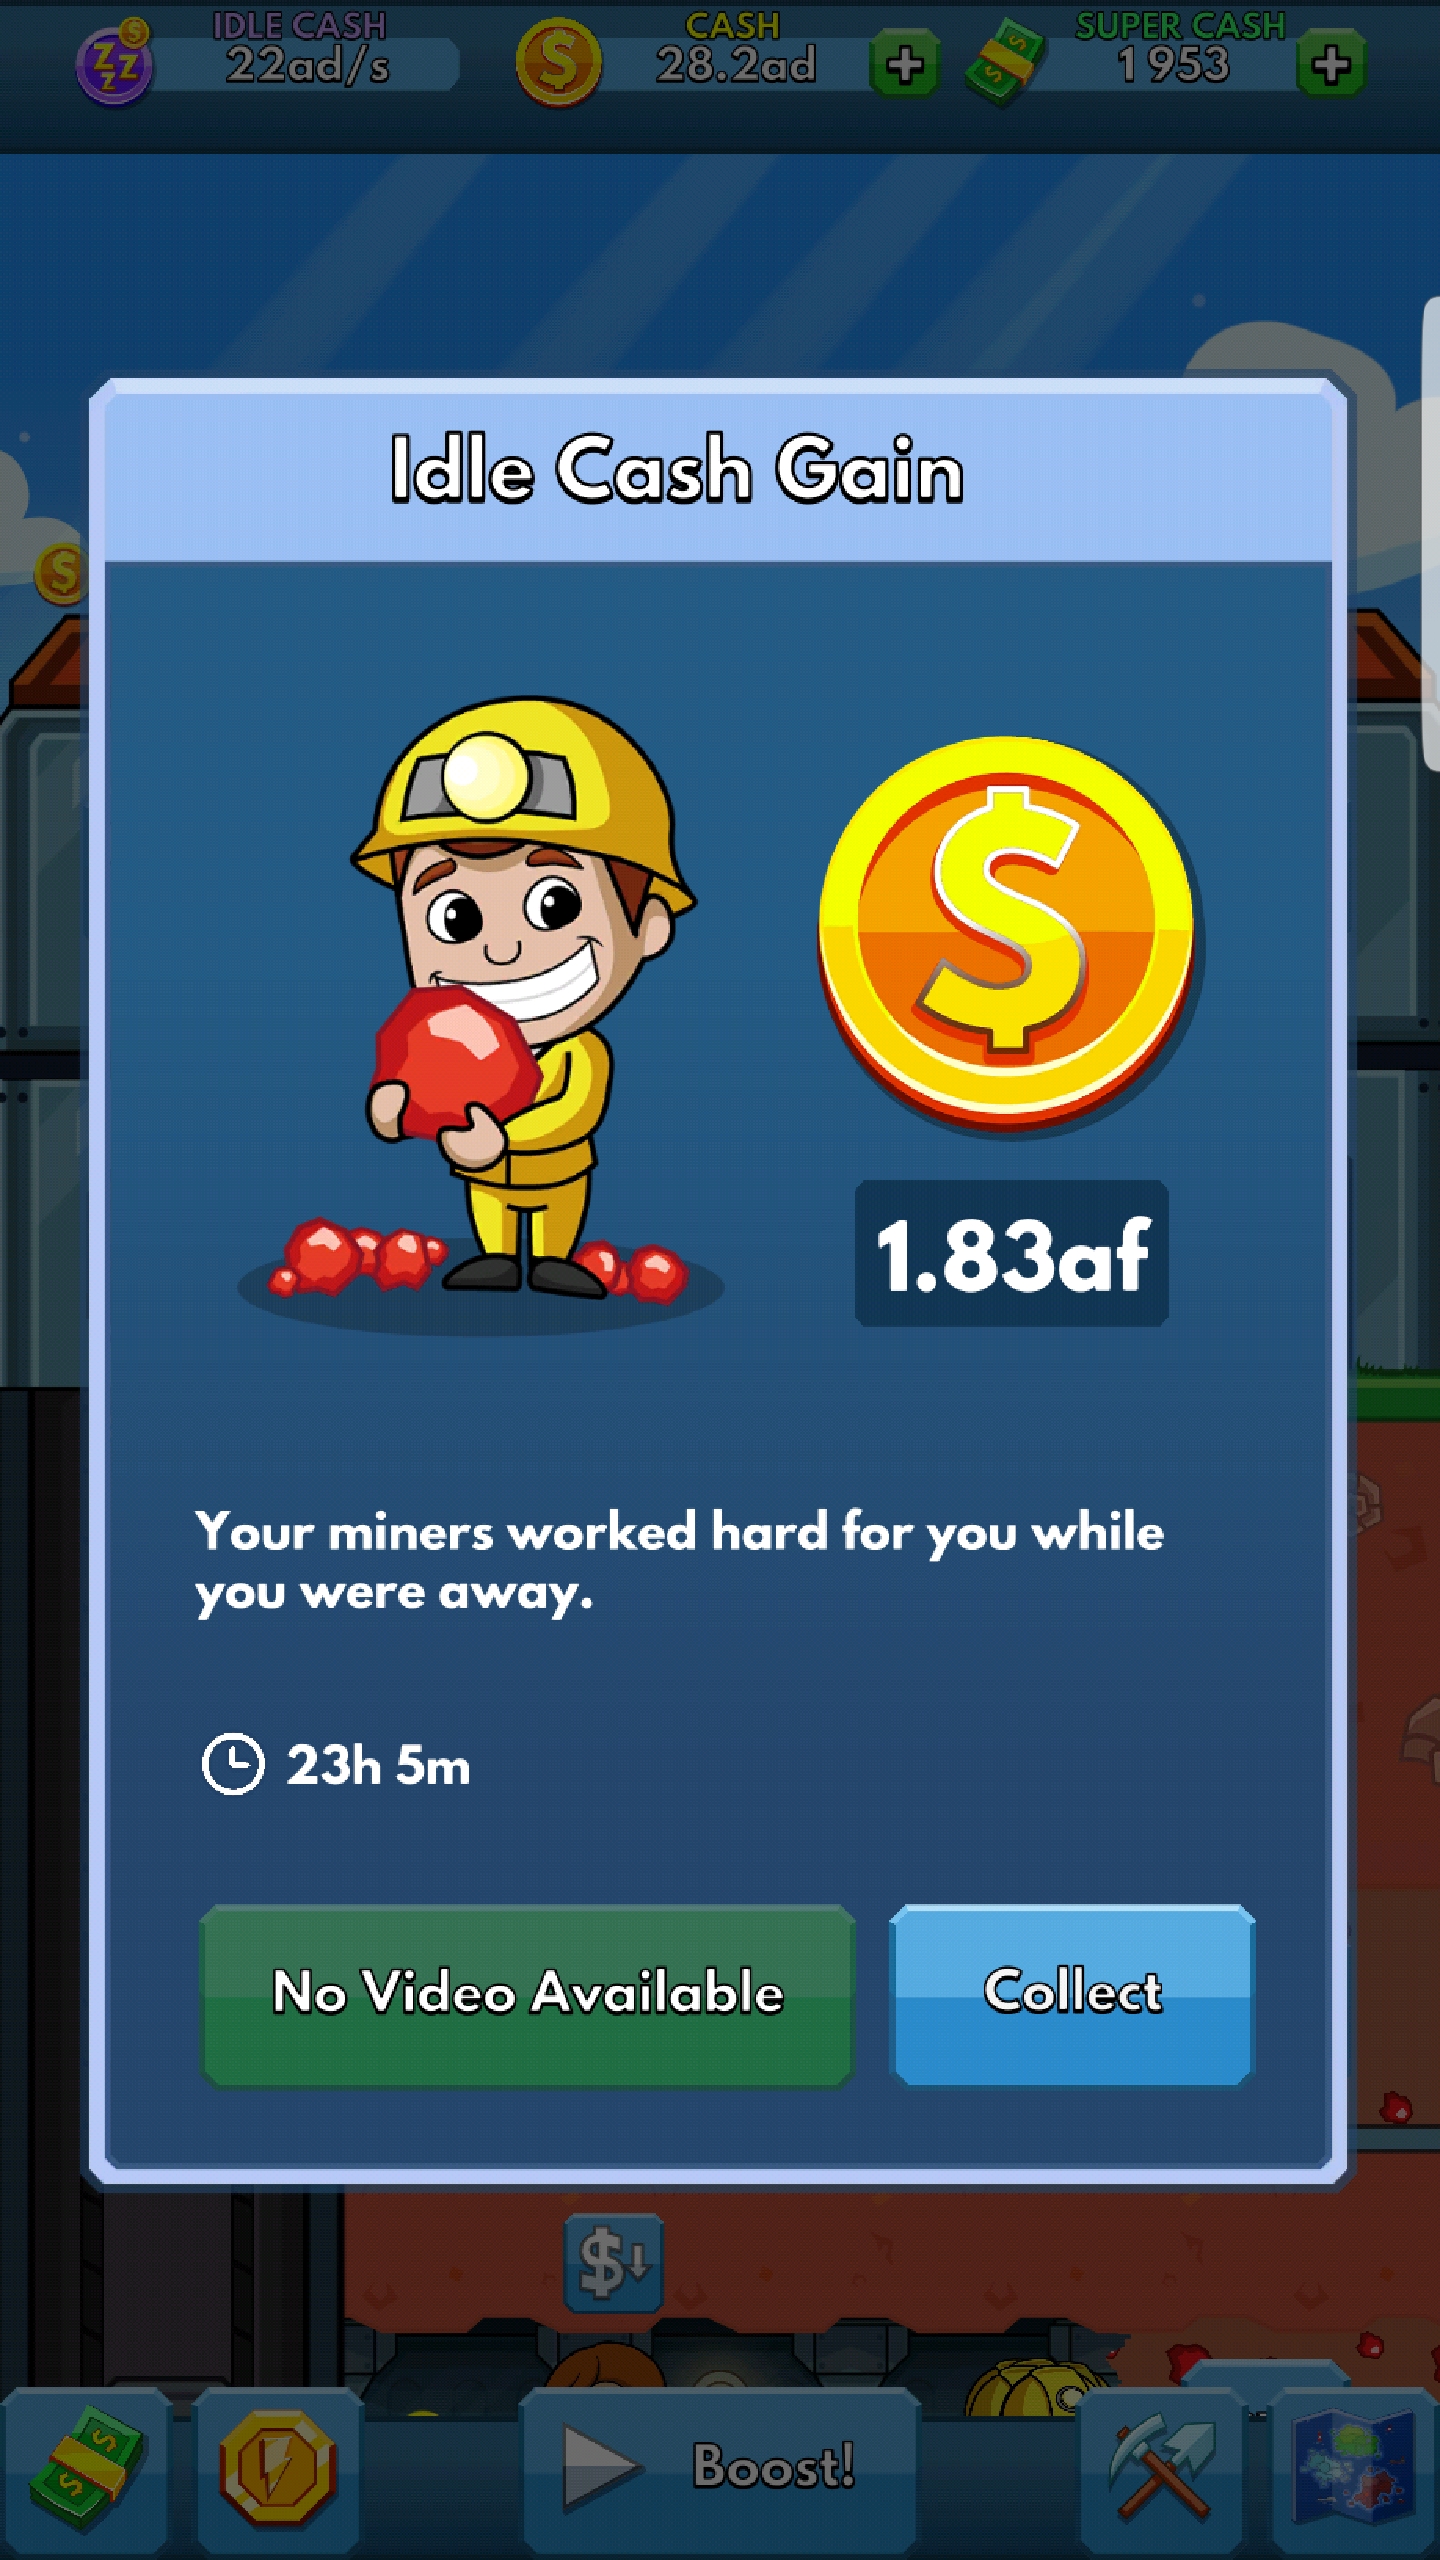 IDLE CASH
22ad/s
CASH
28.2ad
SUPER CASH
1953
Idle Cash Gain
1.83af
Your miners worked hard for you while
you were away.
23h 5m
No Video Available
Collect
Boost!